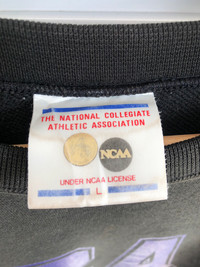 THE NATIONAL COLLEGIATE
ATHLETIC ASSOCIATION
NCAA
UNDER NCAA LICENSE
L